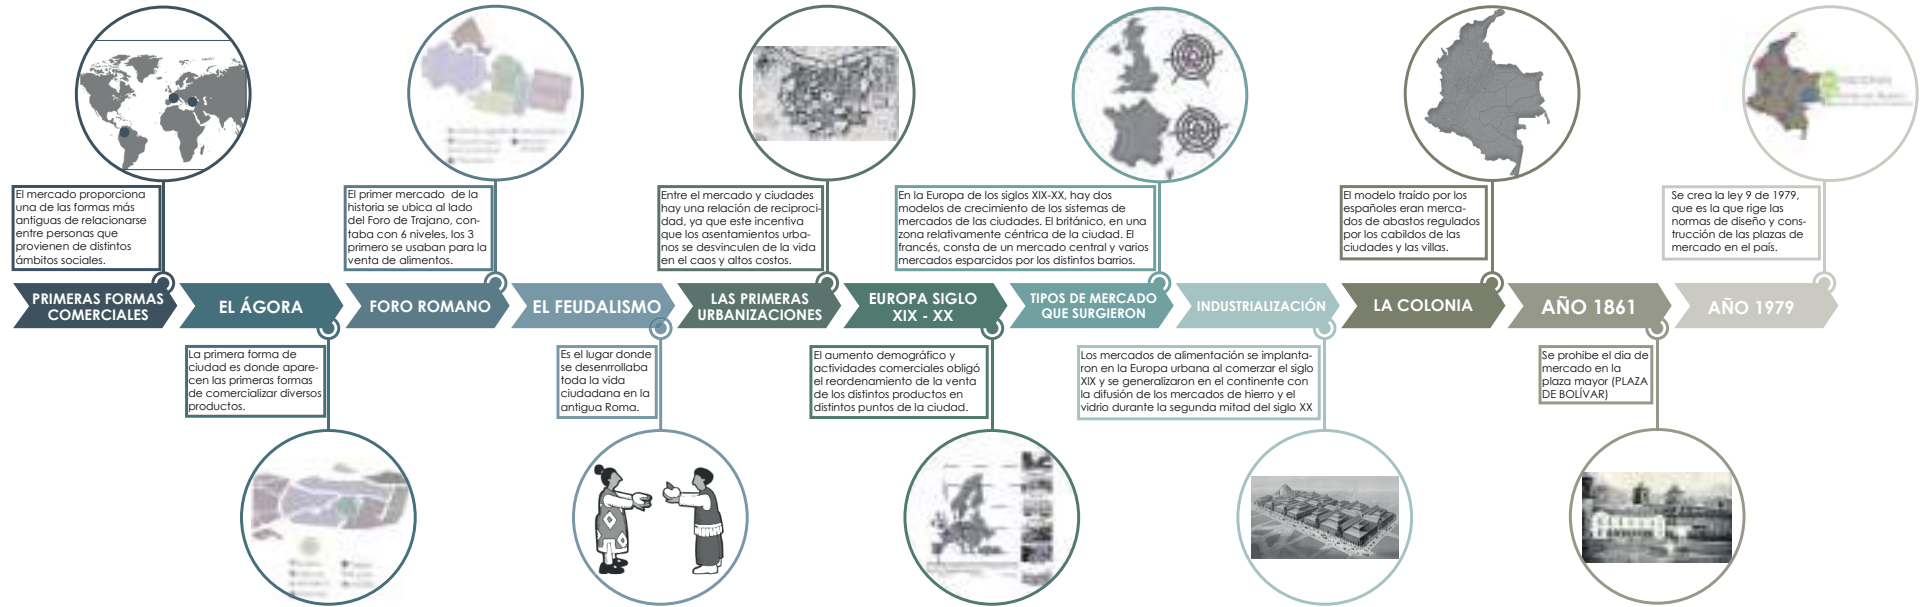 El mercado proporciona
una de las formas más
antiguas de relacionarse
entre personas que
provienen de distintos
ámbitos sociales.
El primer mercado de la
historia se ubica al lado
del Foro de Trajano, con-
taba con 6 niveles, los 3
primero se usaban para la
venta de alimentos.
Entre el mercado y ciudades
hay una relación de reciproci-
dad, ya que este incentiva
que los asentamientos urba-
nos se desvinculen de la vida
en el caos y altos costos.
En la Europa de los siglos XIX-XX, hay dos
modelos de crecimiento de los sistemas de
mercados de las ciudades. El británico, en una
zona relativamente céntrica de la ciudad. El
francés, consta de un mercado central y varios
mercados esparcidos por los distintos barrios.
El modelo traído por los
españoles eran merca-
dos de abastos regulados
por los cabildos de las
ciudades y las villas.
Se crea la ley 9 de 1979,
que es la que rige las
normas de diseño y cons-
trucción de las plazas de
mercado en el país.
PRIMERAS FORMAS
COMERCIALES
EL ÁGORA
FORO ROMANO
EL FEUDALISMO
LAS PRIMERAS
URBANIZACIONES
EUROPA SIGLO
XIX - XX
TIPOS DE MERCADO
QUE SURGIERON
INDUSTRIALIZACIÓN
LA COLONIA
AÑO 1861
AÑO 1979
La primera forma de
ciudad es donde apare-
cen las primeras formas
de comercializar diversos
productos.
Es el lugar donde
se desenrrollaba
toda la vida
ciudadana en la
antigua Roma.
El aumento demográfico y
actividades comerciales obligó
el reordenamiento de la venta
de los distintos productos en
distintos puntos de la ciudad.
Los mercados de alimentación se implanta-
ron en la Europa urbana al comerzar el siglo
XIX y se generalizaron en el continente con
la difusión de los mercados de hierro y el
vidrio durante la segunda mitad del siglo XX
Se prohibe el dia de
mercado en la
plaza mayor (PLAZA
DE BOLÍVAR)